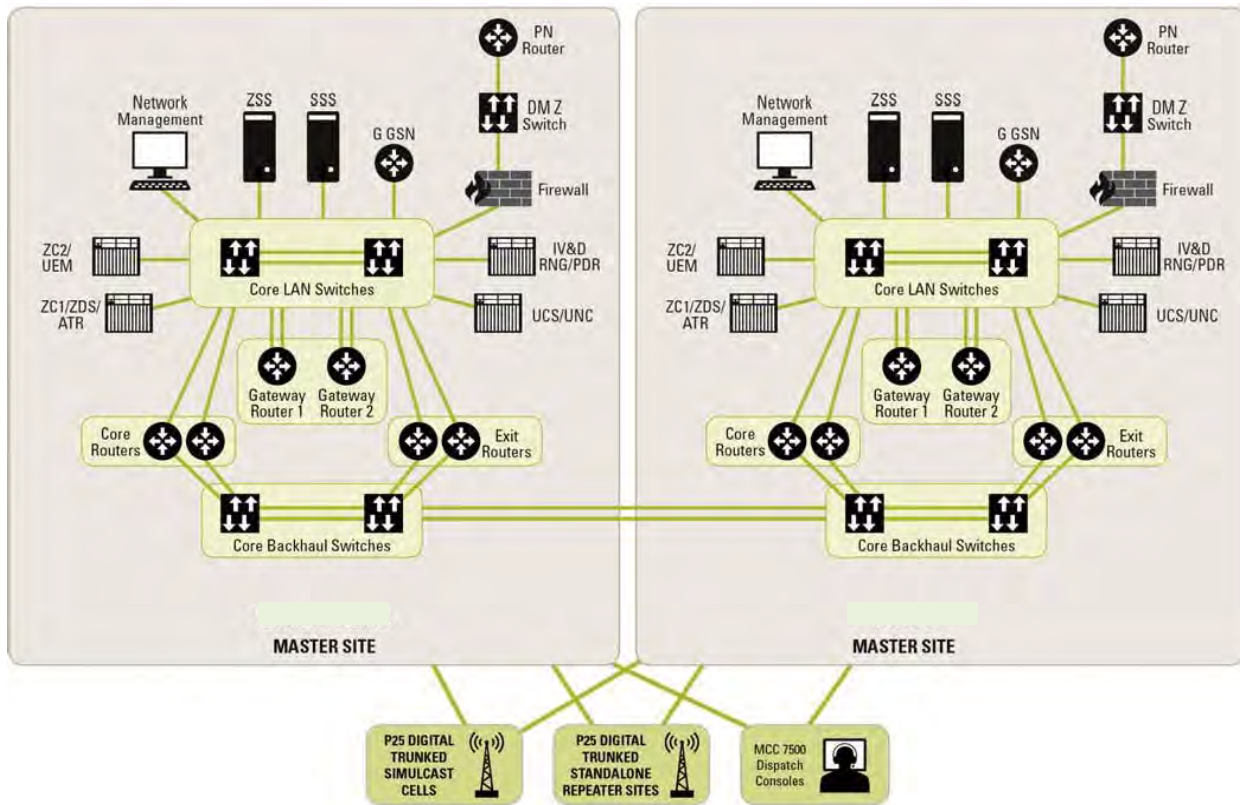 PN
Router
DM Z
Switch
Firewall
Network
Management
ZSS
SSS
G GSN
ZC2/
UEM
ZC1/ZDS/
ATR
IV&D
RNG/PDR
UCS/UNC
Core LAN Switches
Gateway
Router 1
Gateway
Router 2
Core
Routers
Exit
Routers
Core Backhaul Switches
MASTER SITE
PN
Router
DM Z
Switch
Firewall
Network
Management
ZSS
SSS
G GSN
ZC2/
UEM
ZC1/ZDS/
ATR
IV&D
RNG/PDR
UCS/UNC
Core LAN Switches
Gateway
Router 1
Gateway
Router 2
Core
Routers
Exit
Routers
Core Backhaul Switches
MASTER SITE
P25 DIGITAL
TRUNKED
SIMULCAST
CELLS
P25 DIGITAL
TRUNKED
STANDALONE
REPEATER SITES
MCC 7500
Dispatch
Consoles